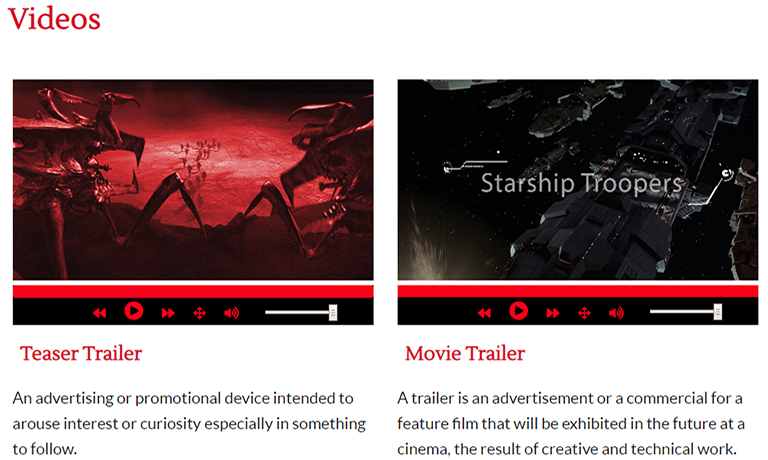 Videos
Starship Troopers
Teaser Trailer
An advertising or promotional device intended to
arouse interest or curiosity especially in something
to follow.
Movie Trailer
A trailer is an advertisement or a commercial for a
feature film that will be exhibited in the future at a
cinema, the result of creative and technical work.